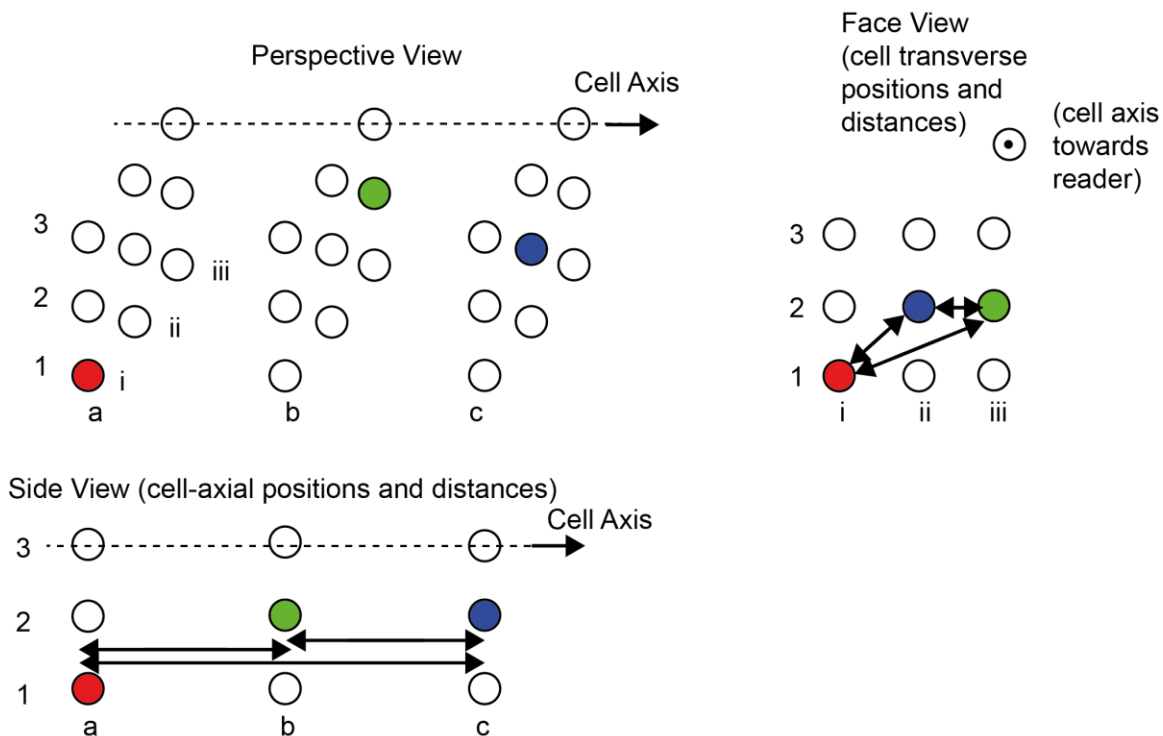 Perspective View
Cell Axis
3
2
1
iii
ii
i
a
b
c
Face View
(cell transverse
positions and
distances)
(cell axis
towards
reader)
3
2
1
i
ii
iii
Side View (cell-axial positions and distances)
Cell Axis
3
2
1
a
b
c